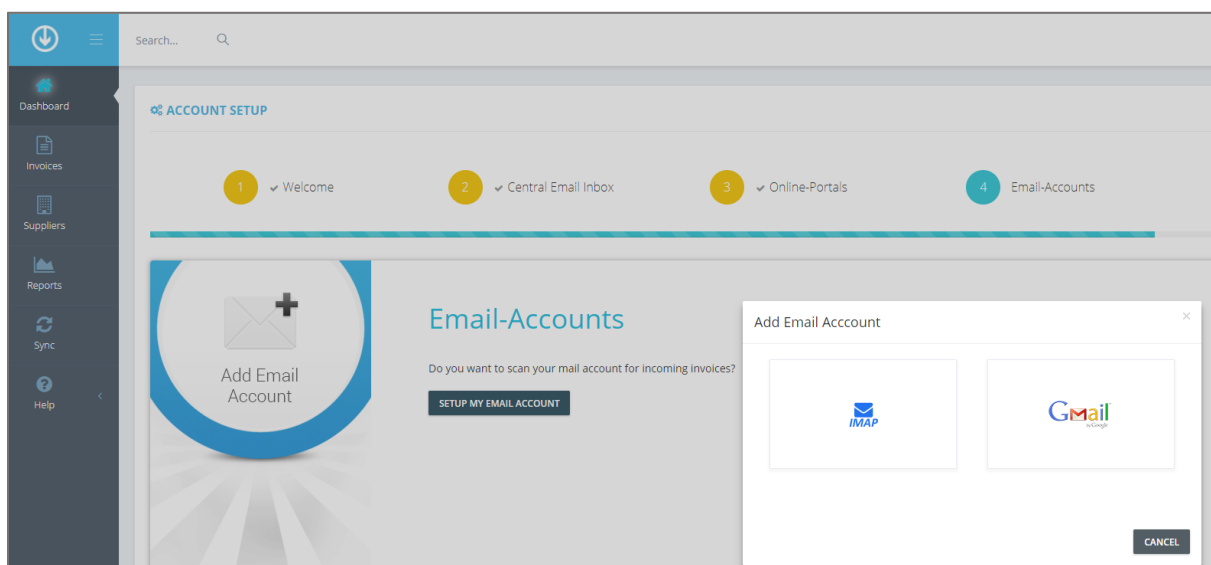 Search...
Dashboard
Invoices
Suppliers
Reports
Sync
Help
ACCOUNT SETUP
1 Welcome
2 Central Email Inbox
3 Online-Portals
4 Email-Accounts
Add Email
Account
Email-Accounts
Do you want to scan your mail account for incoming invoices?
SETUP MY EMAIL ACCOUNT
Add Email Acccount
IMAP
Gmail
by Google
CANCEL